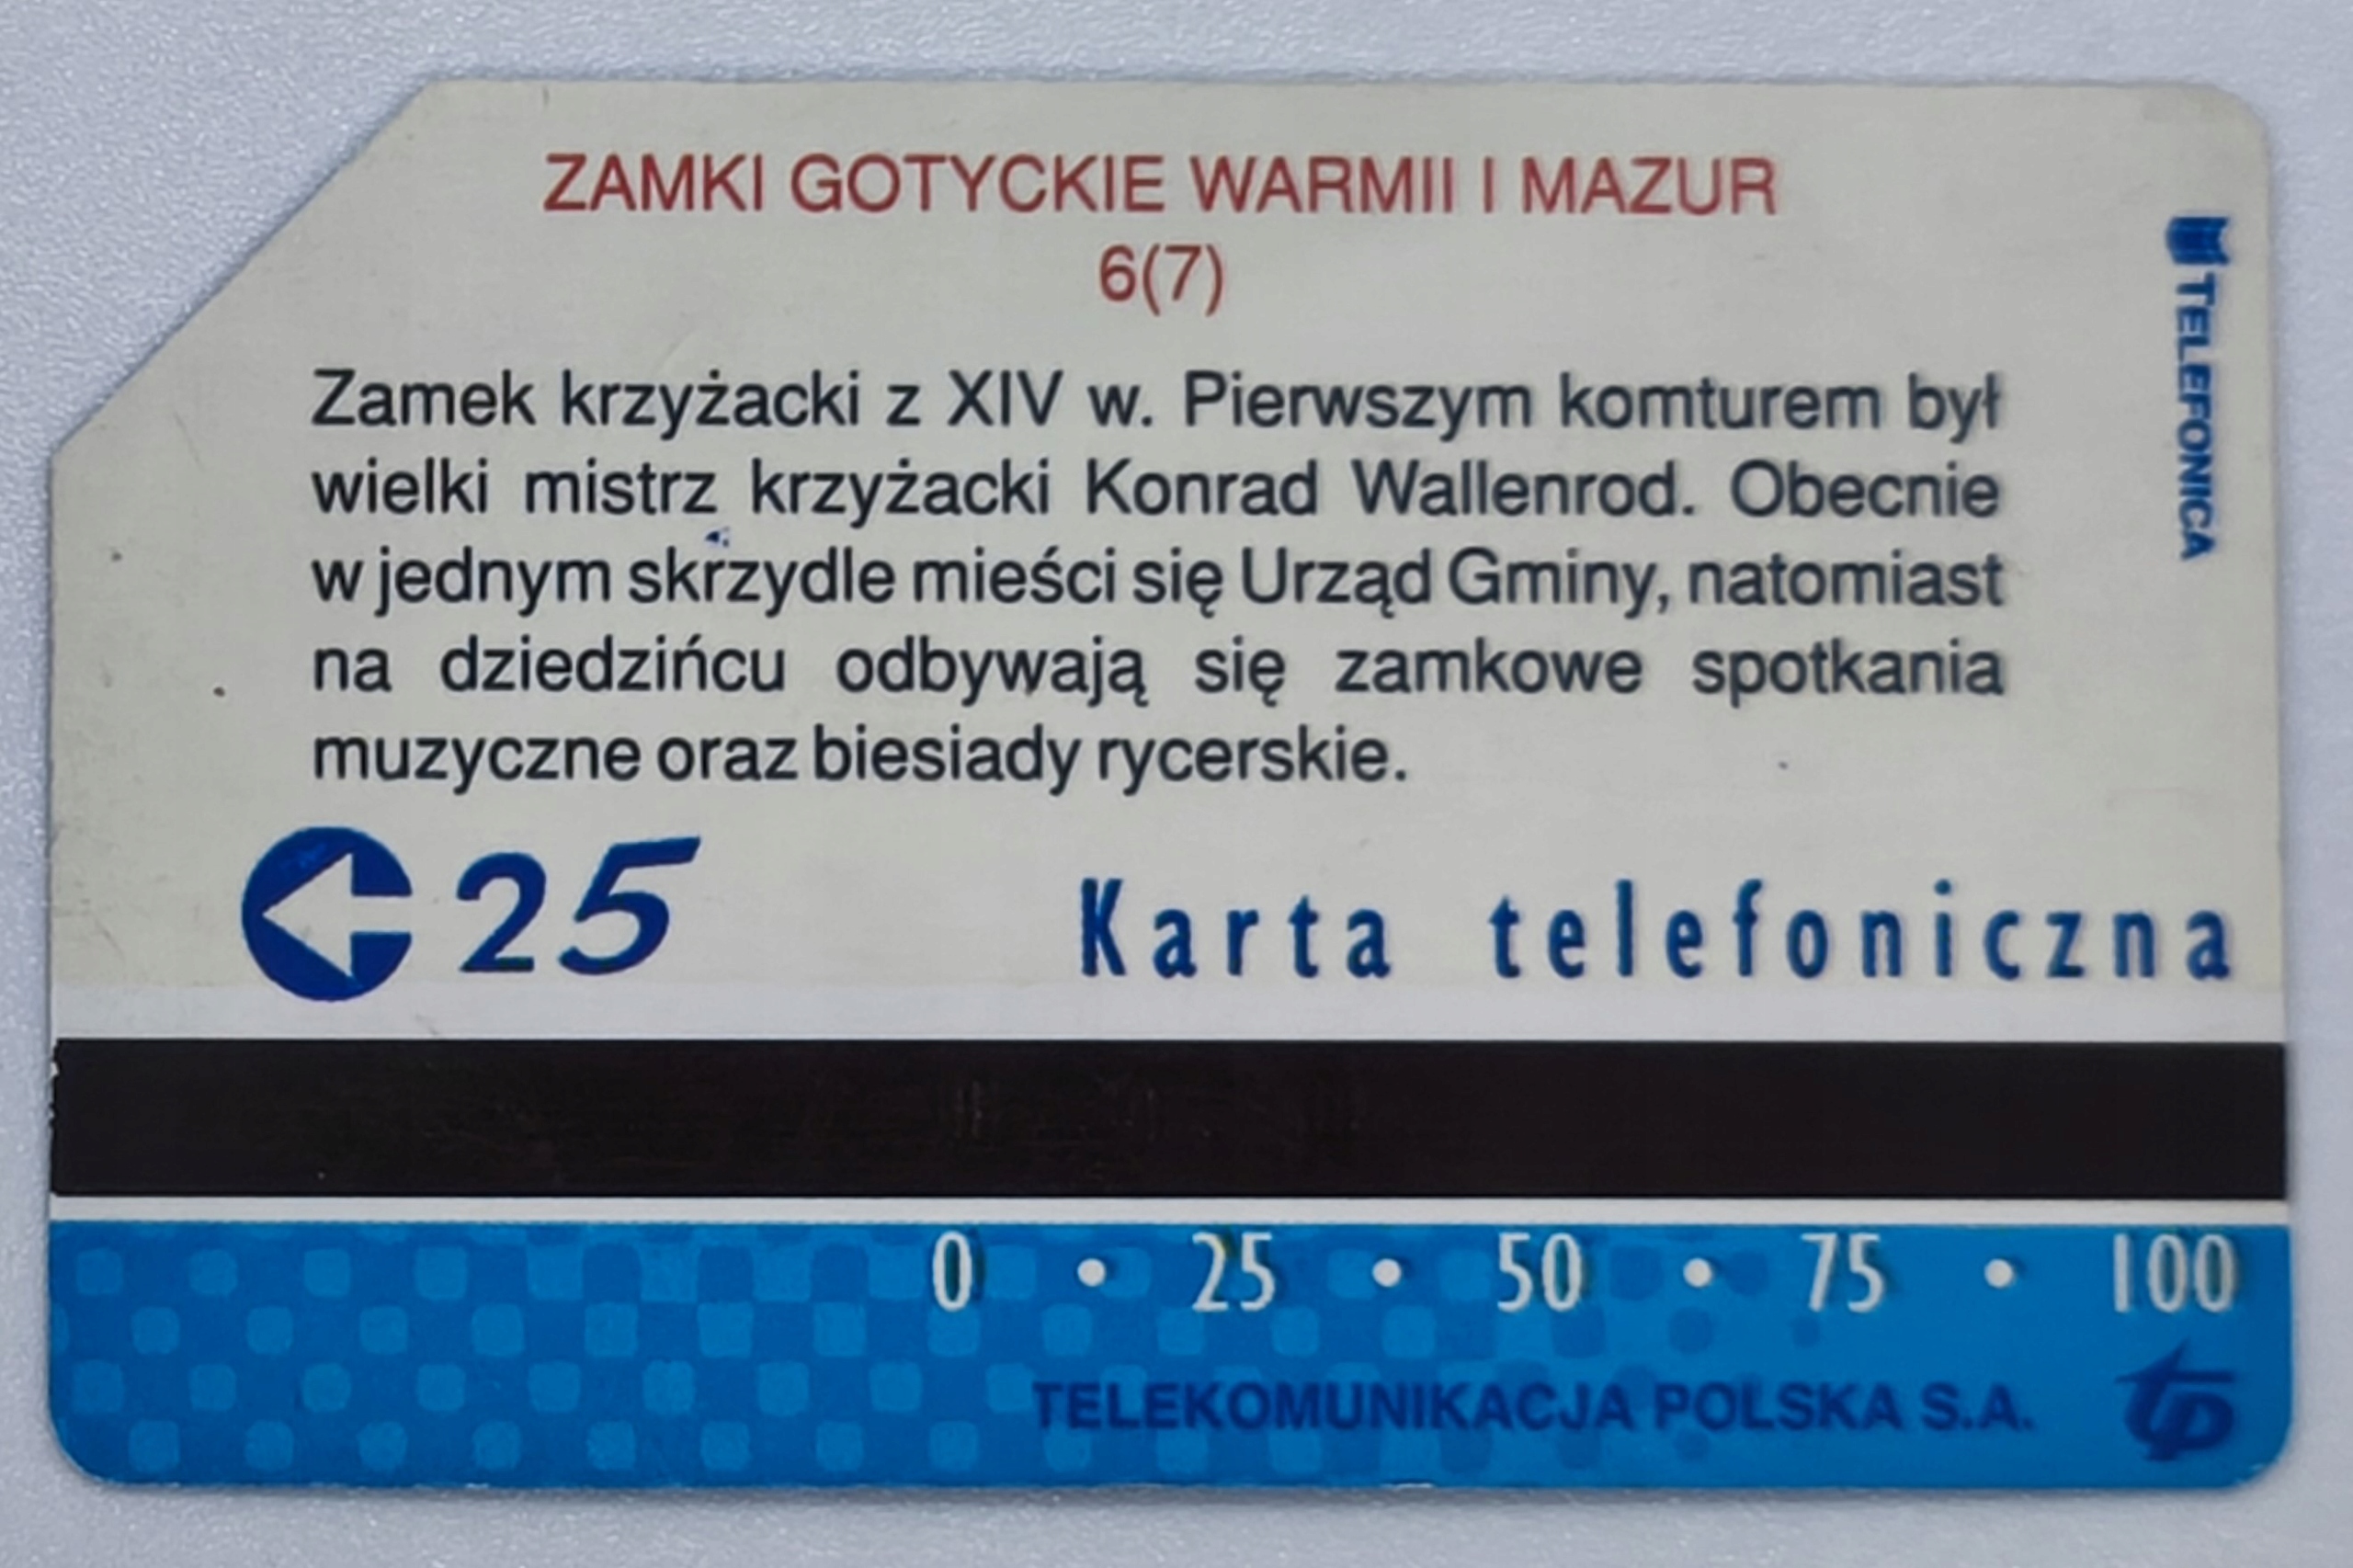 ZAMKI GOTYCKIE WARMII I MAZUR
6(7)
TELEFONICA
Zamek krzyżacki z XIV w. Pierwszym komturem był
wielki mistrz krzyżacki Konrad Wallenrod. Obecnie
w jednym skrzydle mieści się Urząd Gminy, natomiast
na dziedzińcu odbywają się zamkowe spotkania
muzyczne oraz biesiady rycerskie.
25 Karta telefoniczna
0 • 25 • 50 • 75 • 100
TELEKOMUNIKACJA POLSKA S.A. tp